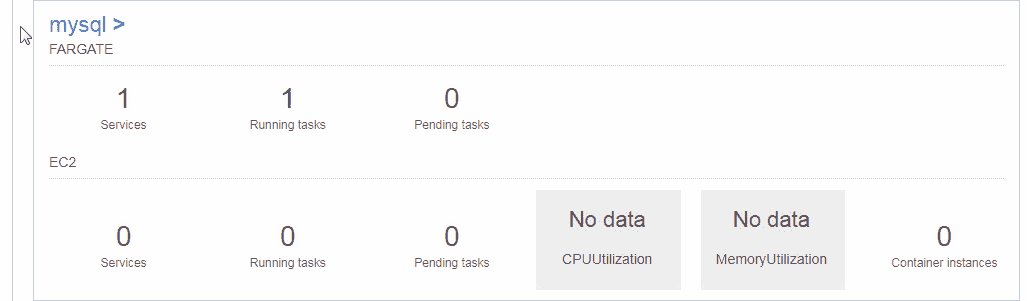 mysql >
FARGATE
1 1 0
Services Running tasks Pending tasks
EC2
0 0 0 No data No data 0
Services Running tasks Pending tasks CPUUtilization MemoryUtilization Container instances